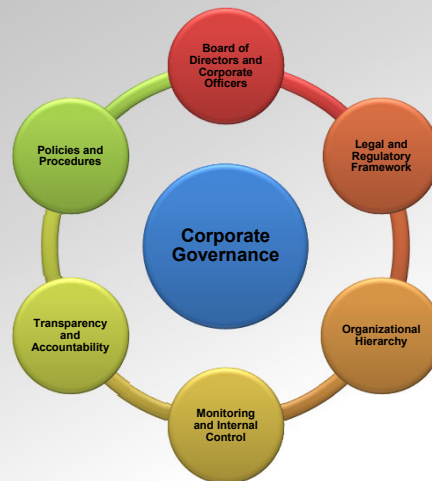 Board of
Directors and
Corporate
Officers
Legal and
Regulatory
Framework
Organizational
Hierarchy
Monitoring
and Internal
Control
Transparency
and
Accountability
Policies and
Procedures
Corporate
Governance